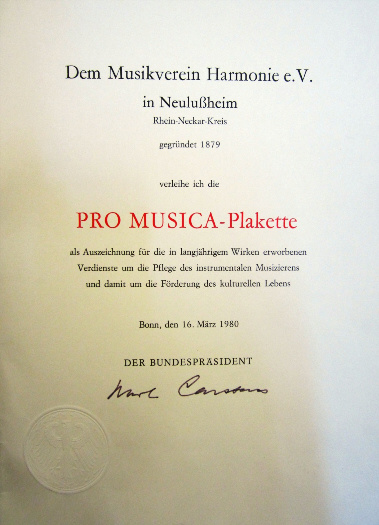 Dem Musikverein Harmonie e.V.
in Neulußheim
Rhein-Neckar-Kreis
gegründet 1879
verleihe ich die
PRO MUSICA-Plakette
als Auszeichnung für die in langjährigem Wirken erworbenen
Verdienste um die Pflege des instrumentalen Musizierens
und damit um die Förderung des kulturellen Lebens
Bonn, den 16. März 1980
DER BUNDESPRÄSIDENT
Karl Carstens